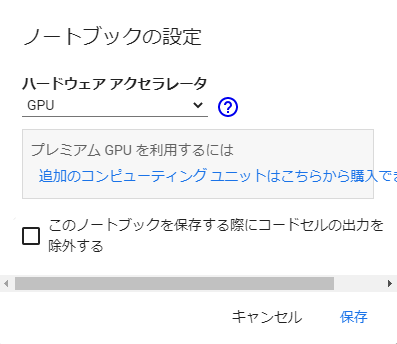 ノートブックの設定
ハードウェア アクセラレータ
GPU
?
プレミアム GPU を利用するには
追加のコンピューティング ユニットはこちらから購入でき
このノートブックを保存する際にコードセルの出力を
除外する
キャンセル
保存